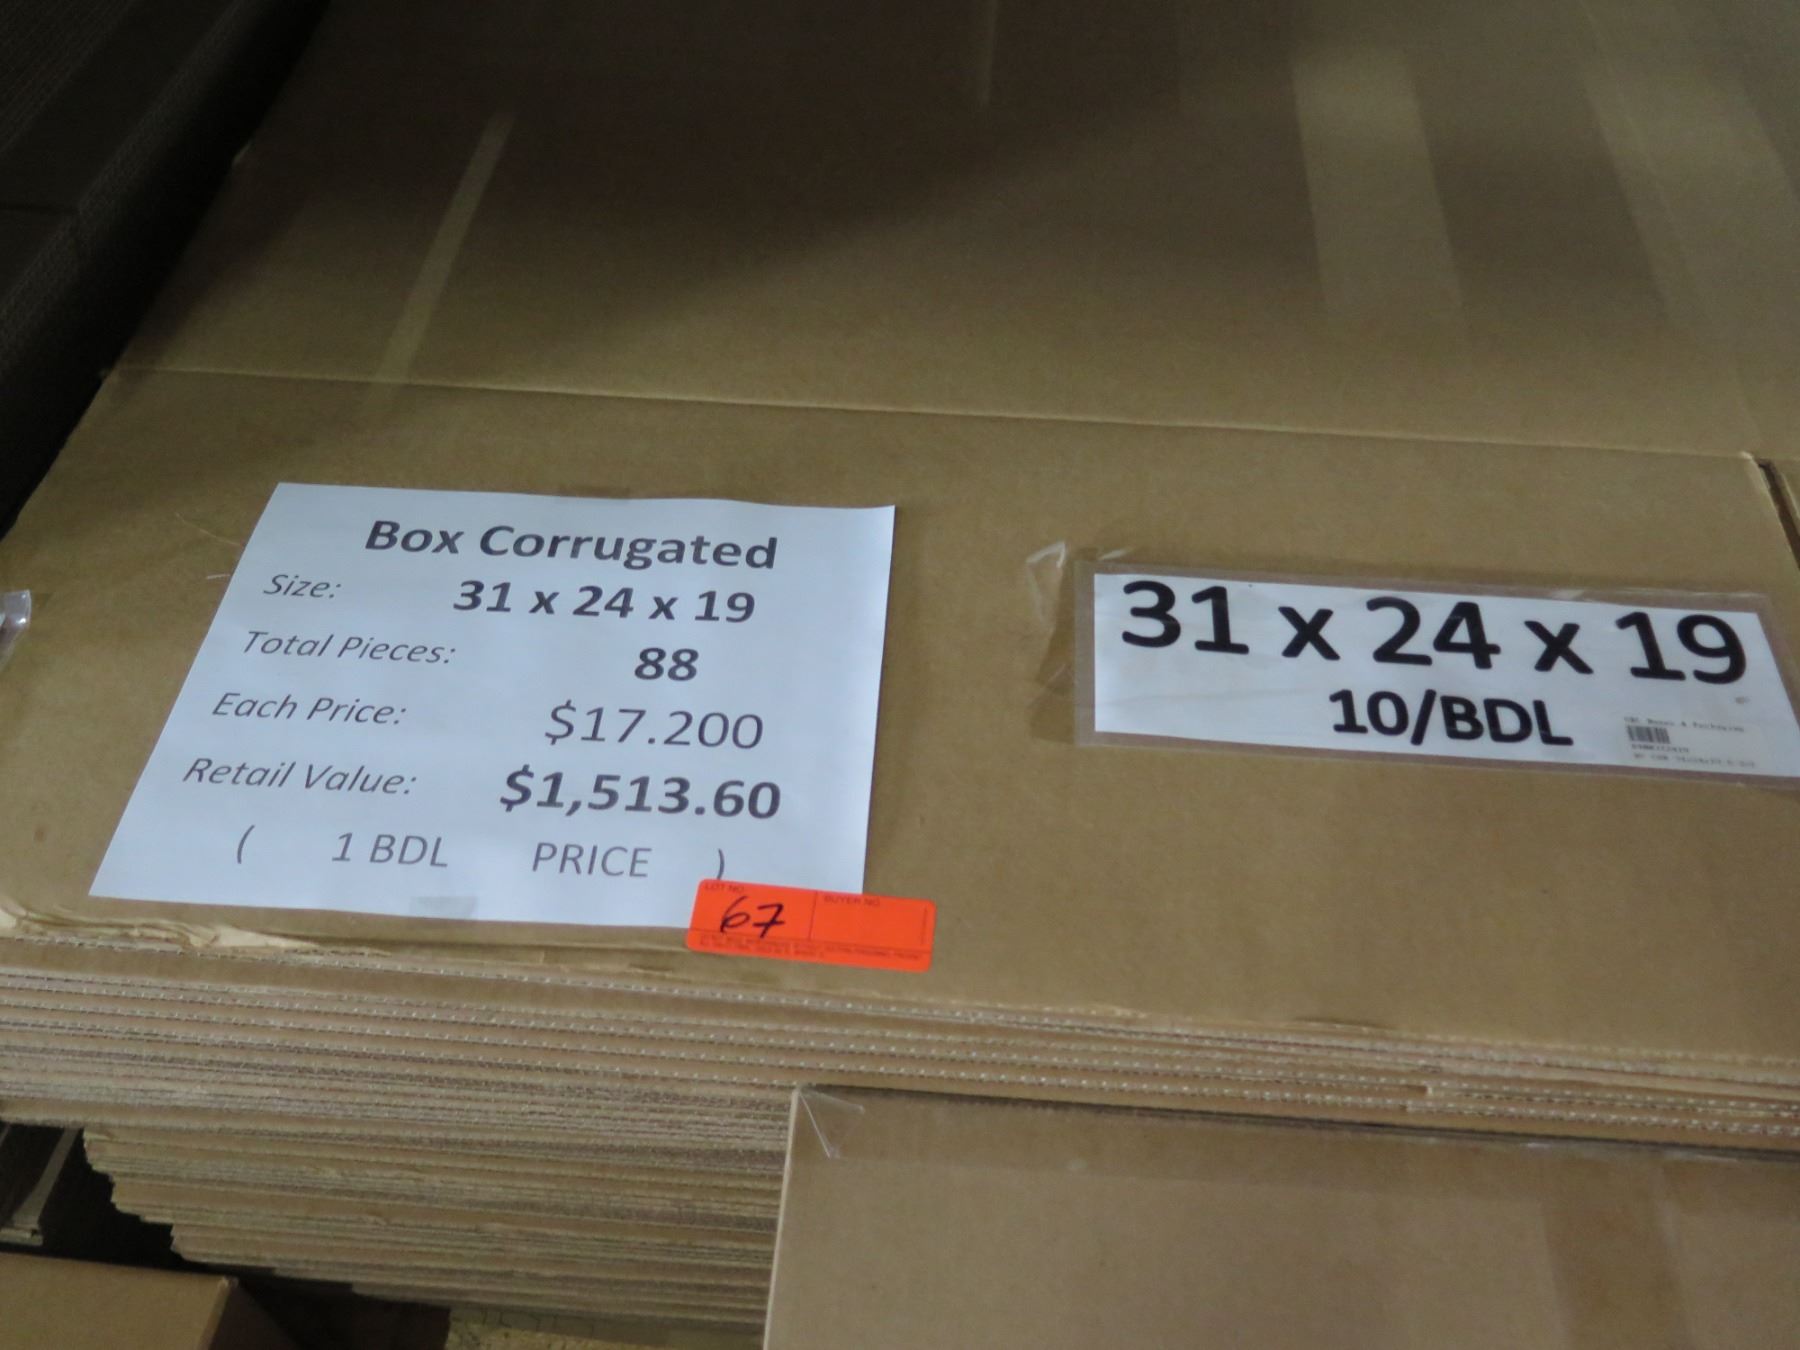 Box Corrugated
Size: 31 x 24 x 19
Total Pieces: 88
Each Price: $17.200
Retail Value: $1,513.60
( 1 BDL PRICE )
LOT NO. BUYER NO.
67
31 x 24 x 19
10/BDL